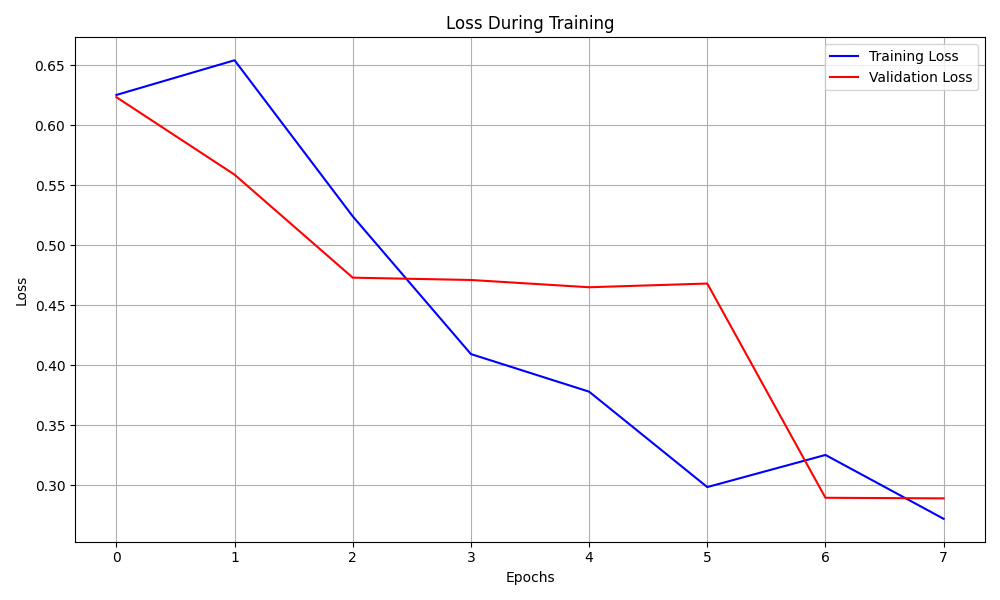 Loss During Training
Training Loss
Validation Loss
0.65
0.60
0.55
0.50
0.45
0.40
0.35
0.30
Loss
0 1 2 3 4 5 6 7
Epochs